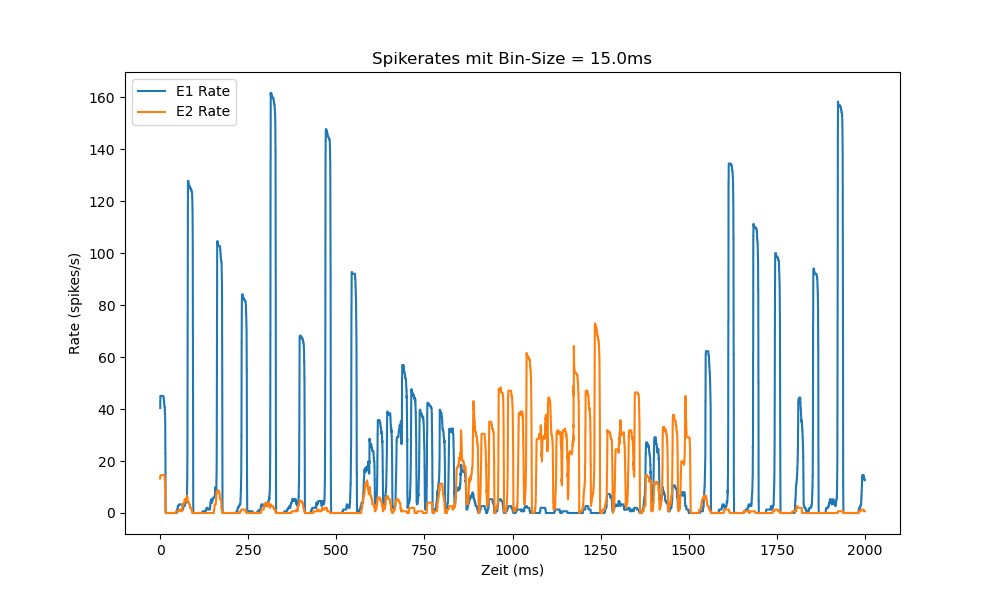 Spikerates mit Bin-Size = 15.0ms
E1 Rate
E2 Rate
160
140
120
100
80
60
40
20
0
Rate (spikes/s)
0 250 500 750 1000 1250 1500 1750 2000
Zeit (ms)